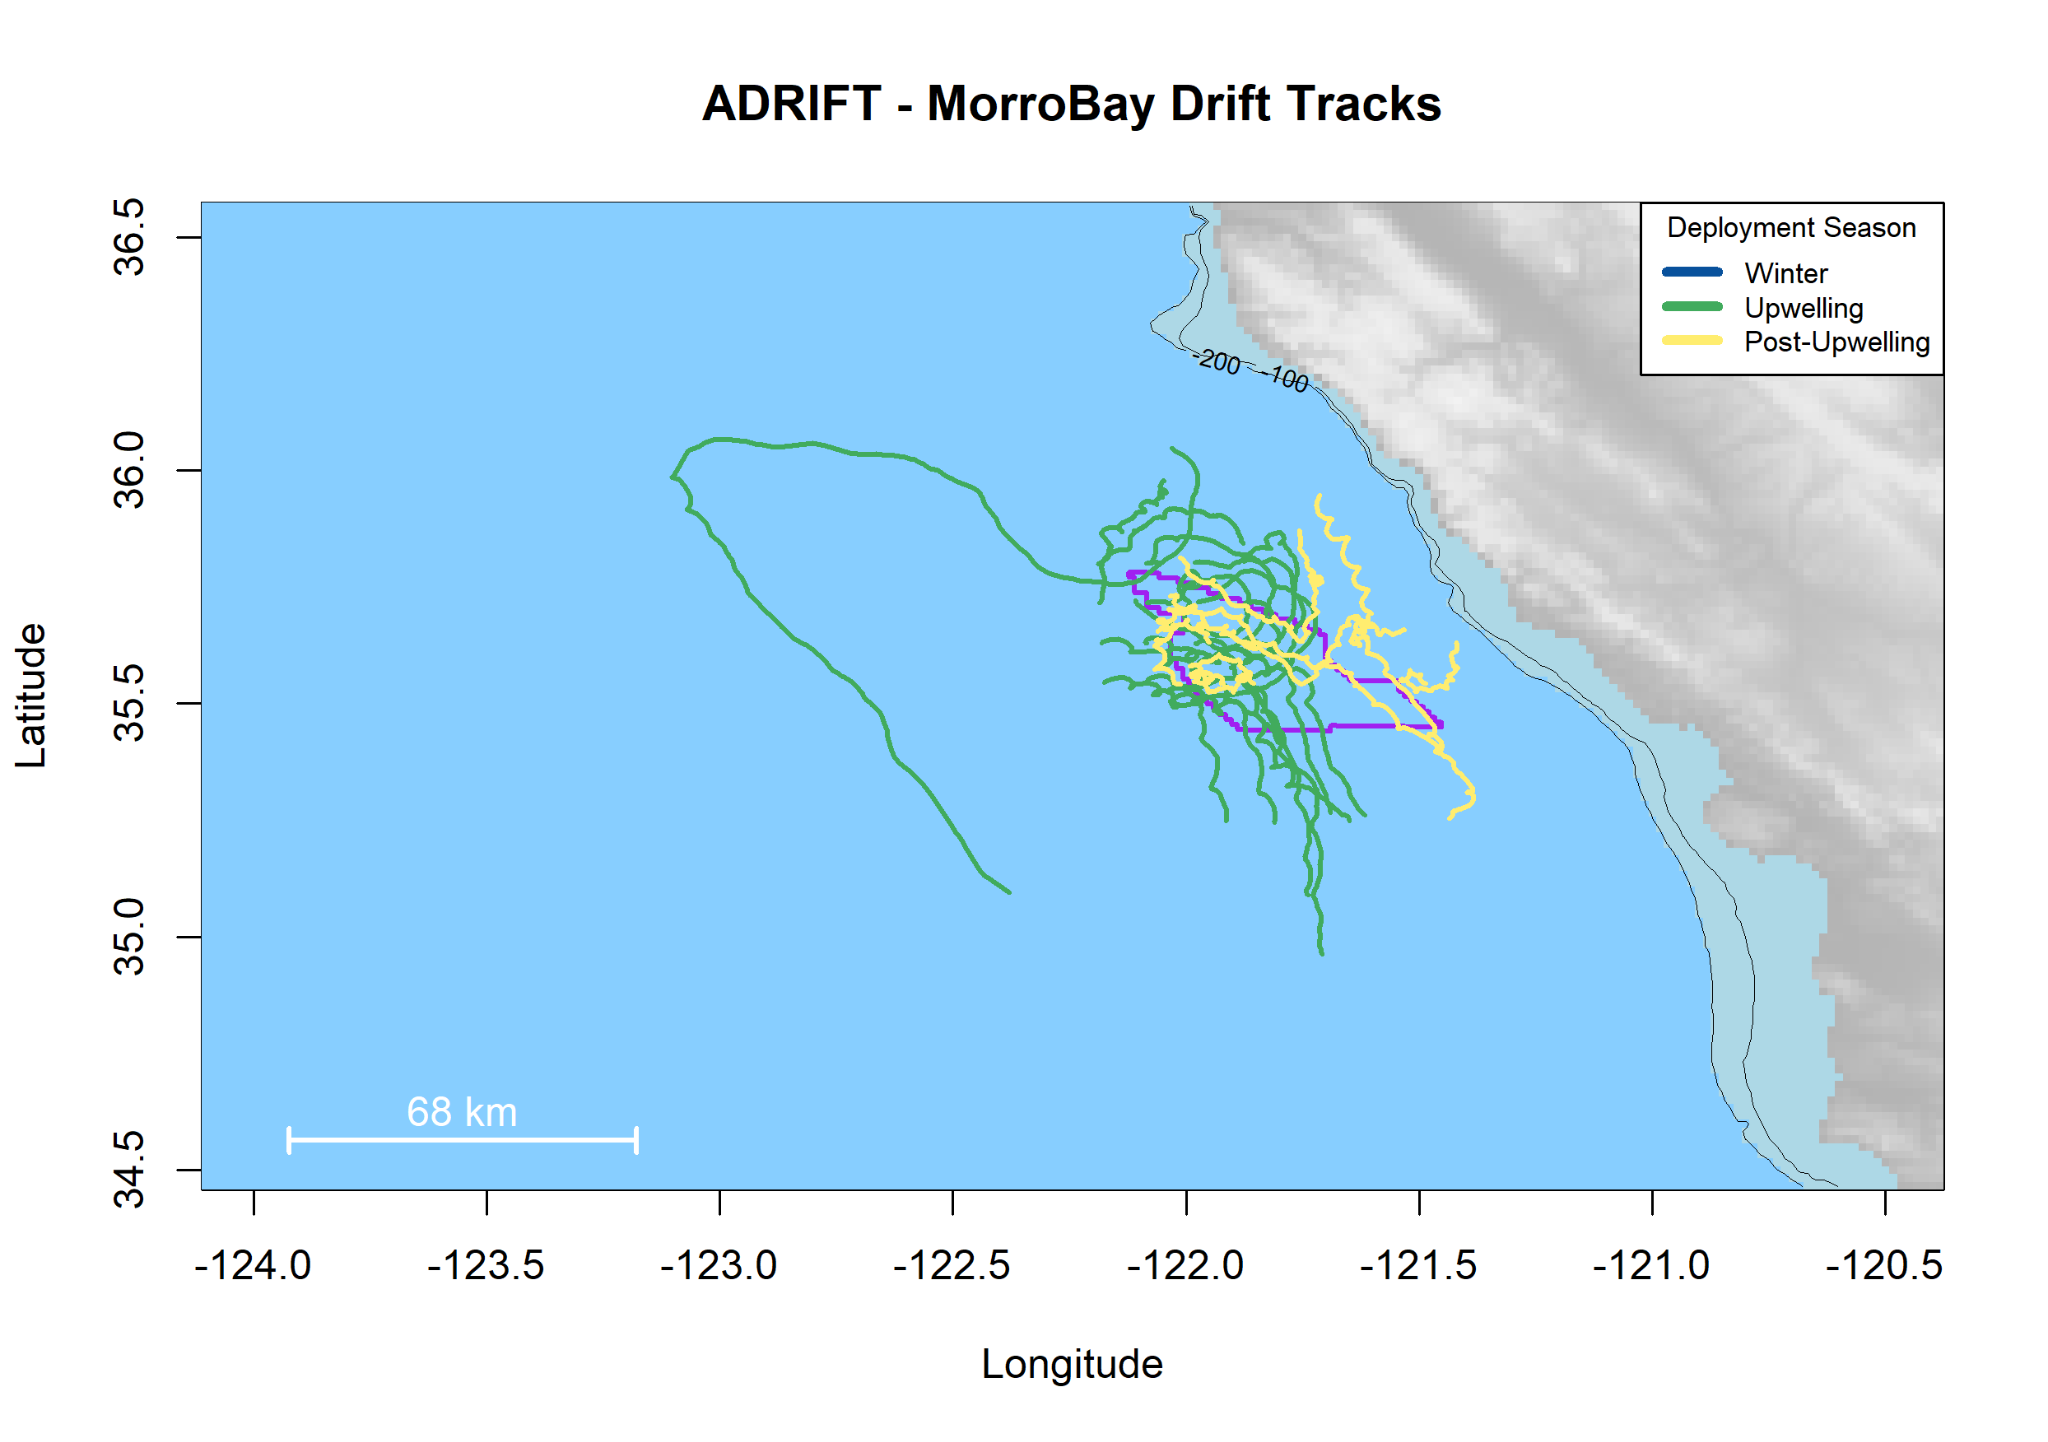 ADRIFT - MorroBay Drift Tracks
Deployment Season
Winter
Upwelling
Post-Upwelling
-200
-100
68 km
Latitude
36.5
36.0
35.5
35.0
34.5
-124.0
-123.5
-123.0
-122.5
-122.0
-121.5
-121.0
-120.5
Longitude